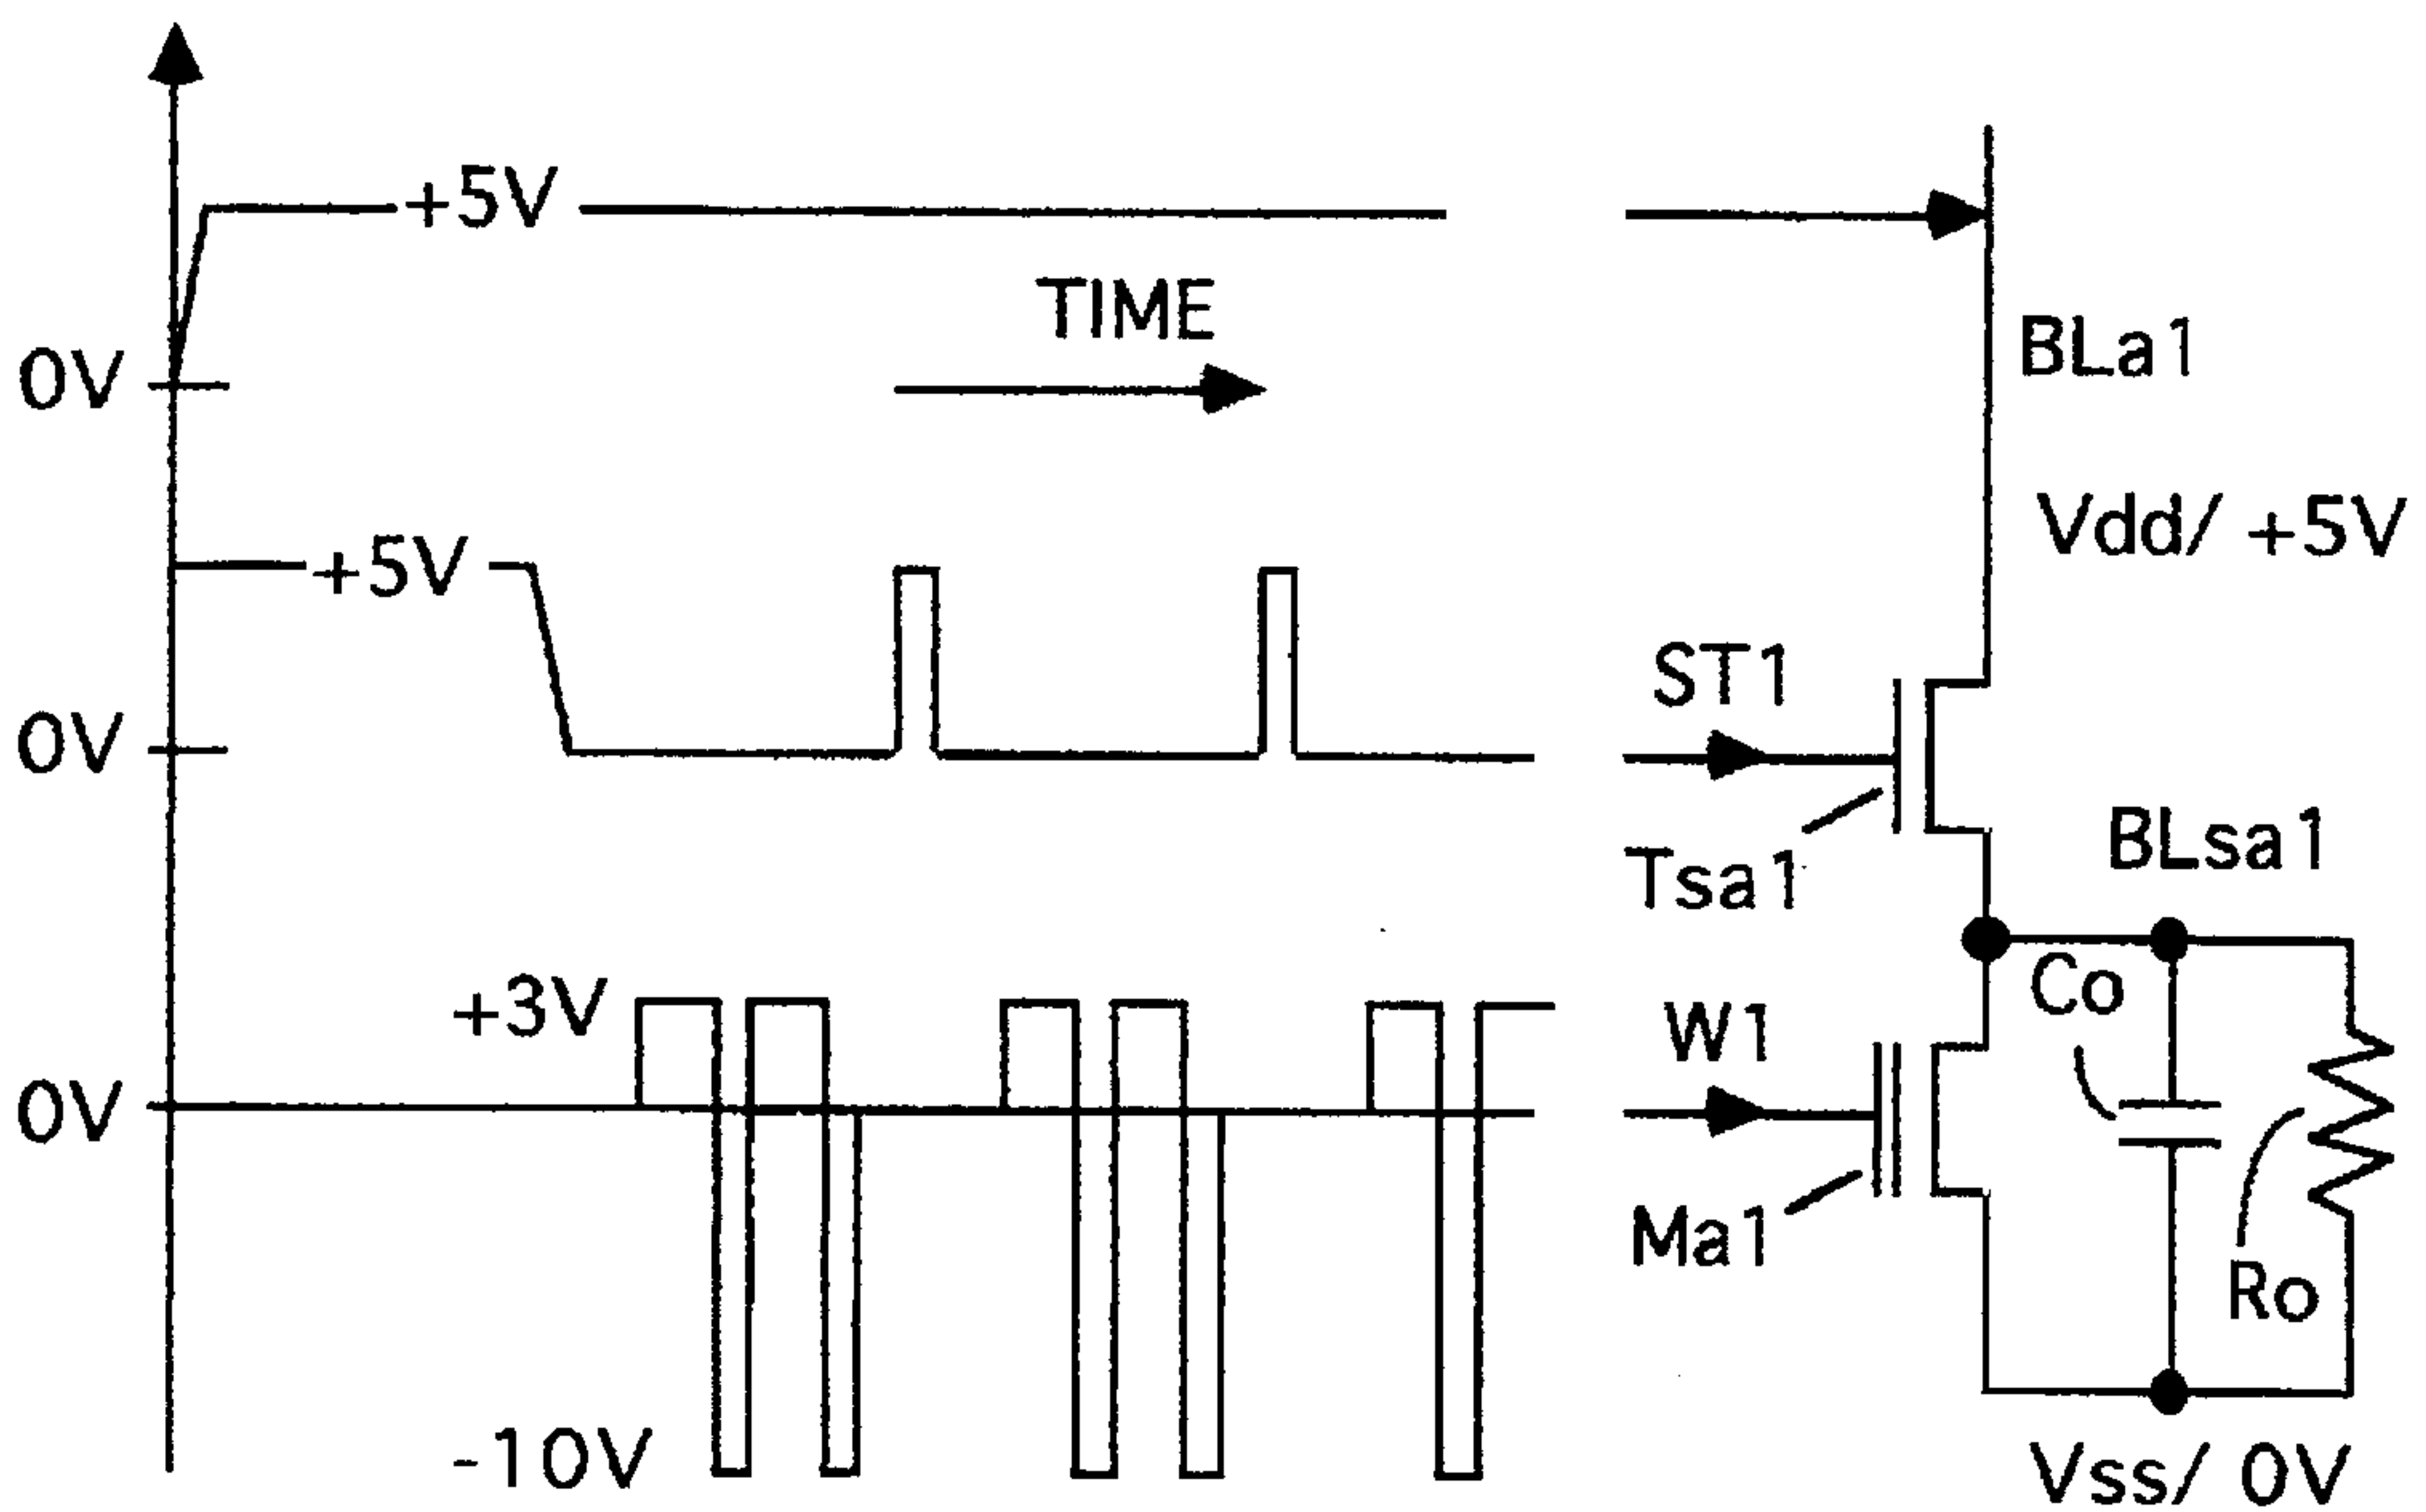 +5V
TIME
0V
BLa1
Vdd/ +5V
+5V
ST1
0V
Tsa1
BLsa1
+3V
Co
W1
0V
Ma1
Ro
-10V
Vss/ 0V